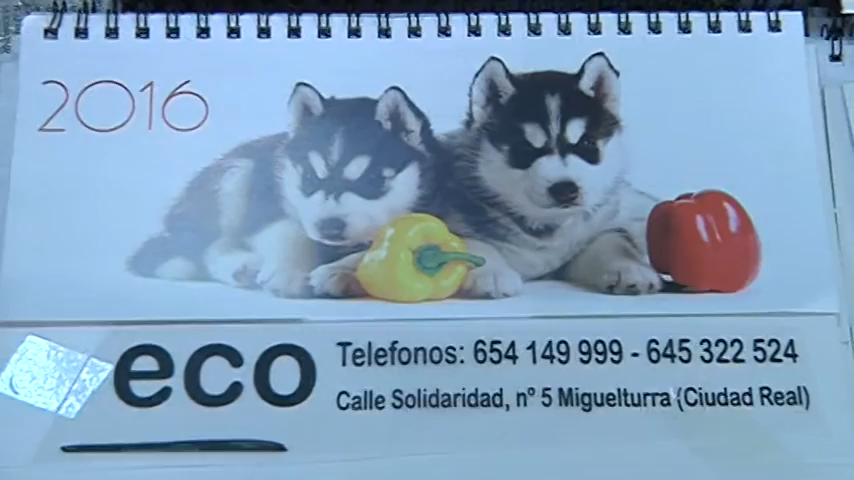 2016
eco
Telefonos: 654 149 999 - 645 322 524
Calle Solidaridad, nº 5 Miguelturra (Ciudad Real)